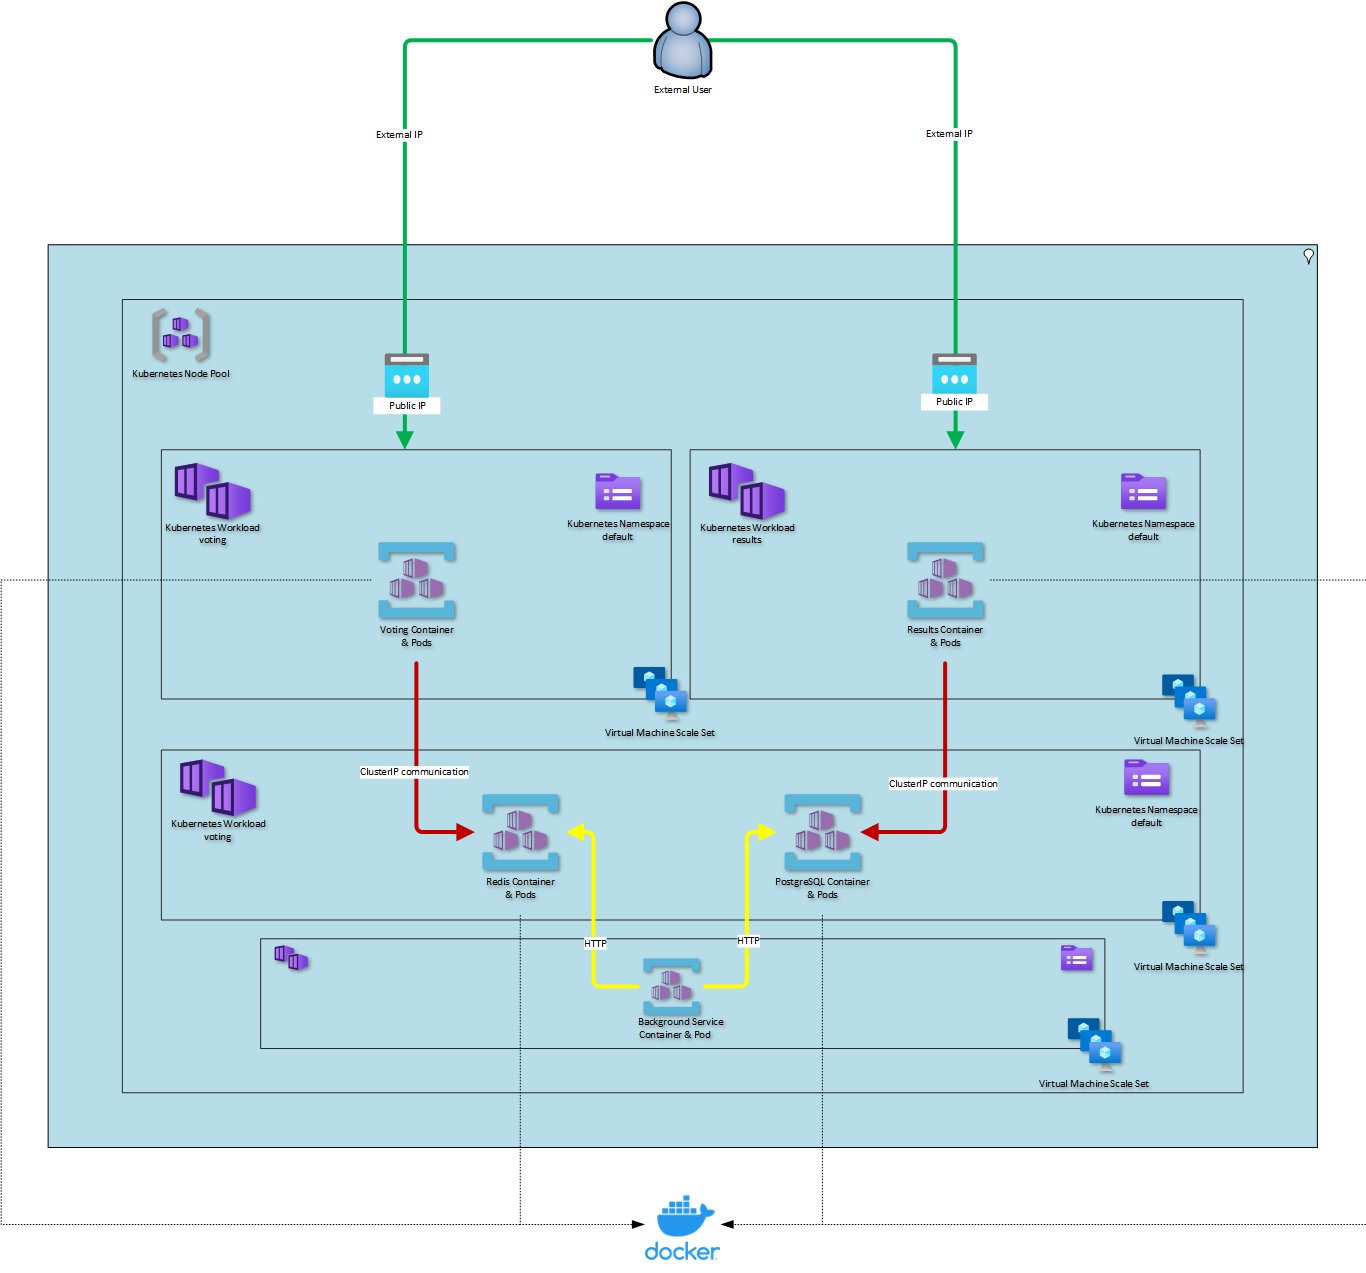 External User
External IP
External IP
Kubernetes Node Pool
Public IP
Public IP
Kubernetes Workload
voting
Kubernetes Namespace
default
Kubernetes Workload
results
Kubernetes Namespace
default
Voting Container
& Pods
Results Container
& Pods
Virtual Machine Scale Set
Virtual Machine Scale Set
ClusterIP communication
ClusterIP communication
Kubernetes Workload
voting
Kubernetes Namespace
default
Redis Container
& Pods
PostgreSQL Container
& Pods
HTTP
HTTP
Virtual Machine Scale Set
Background Service
Container & Pod
Virtual Machine Scale Set
docker